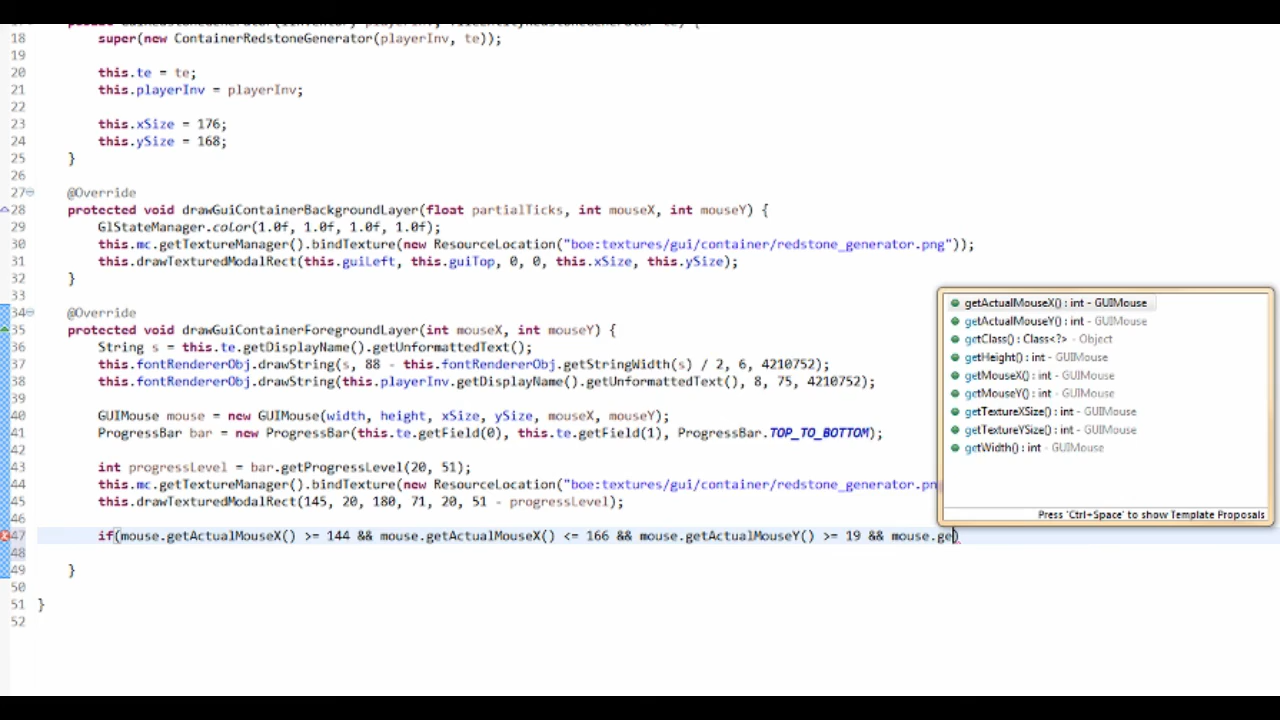 18 super(new ContainerRedstoneGenerator(playerInv, te));
19
20 this.te = te;
21 this.playerInv = playerInv;
22
23 this.xSize = 176;
24 this.ySize = 168;
25 }
26
27 @Override
28 protected void drawGuiContainerBackgroundLayer(float partialTicks, int mouseX, int mouseY) {
29 GlStateManager.color(1.0f, 1.0f, 1.0f, 1.0f);
30 this.mc.getTextureManager().bindTexture(new ResourceLocation("boe:textures/gui/container/redstone_generator.png"));
31 this.drawTexturedModalRect(this.guiLeft, this.guiTop, 0, 0, this.xSize, this.ySize);
32 }
33
34 @Override
35 protected void drawGuiContainerForegroundLayer(int mouseX, int mouseY) {
36 String s = this.te.getDisplayName().getUnformattedText();
37 this.fontRendererObj.drawString(s, 88 - this.fontRendererObj.getStringWidth(s) / 2, 6, 4210752);
38 this.fontRendererObj.drawString(this.playerInv.getDisplayName().getUnformattedText(), 8, 75, 4210752);
39
40 GUIMouse mouse = new GUIMouse(width, height, xSize, ySize, mouseX, mouseY);
41 ProgressBar bar = new ProgressBar(this.te.getField(0), this.te.getField(1), ProgressBar.TOP_TO_BOTTOM);
42
43 int progressLevel = bar.getProgressLevel(20, 51);
44 this.mc.getTextureManager().bindTexture(new ResourceLocation("boe:textures/gui/container/redstone_generator.pn
45 this.drawTexturedModalRect(145, 20, 180, 71, 20, 51 - progressLevel);
46
47 if(mouse.getActualMouseX() >= 144 && mouse.getActualMouseX() <= 166 && mouse.getActualMouseY() >= 19 && mouse.ge)
48
49 }
50
51 }
52
getActualMouseX() : int - GUIMouse
getActualMouseY() : int - GUIMouse
getClass() : Class<?> - Object
getHeight() : int - GUIMouse
getMouseX() : int - GUIMouse
getMouseY() : int - GUIMouse
getTextureXSize() : int - GUIMouse
getTextureYSize() : int - GUIMouse
getWidth() : int - GUIMouse
Press 'Ctrl+Space' to show Template Proposals